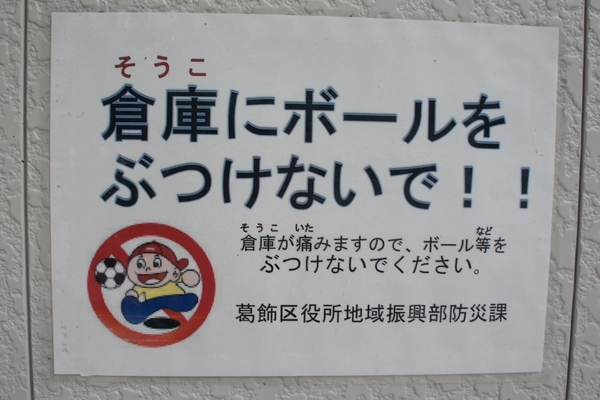 そうこ
倉庫にボールを
ぶつけないで！！
そうこ いた など
倉庫が痛みますので、ボール等を
ぶつけないでください。
葛飾区役所地域振興部防災課